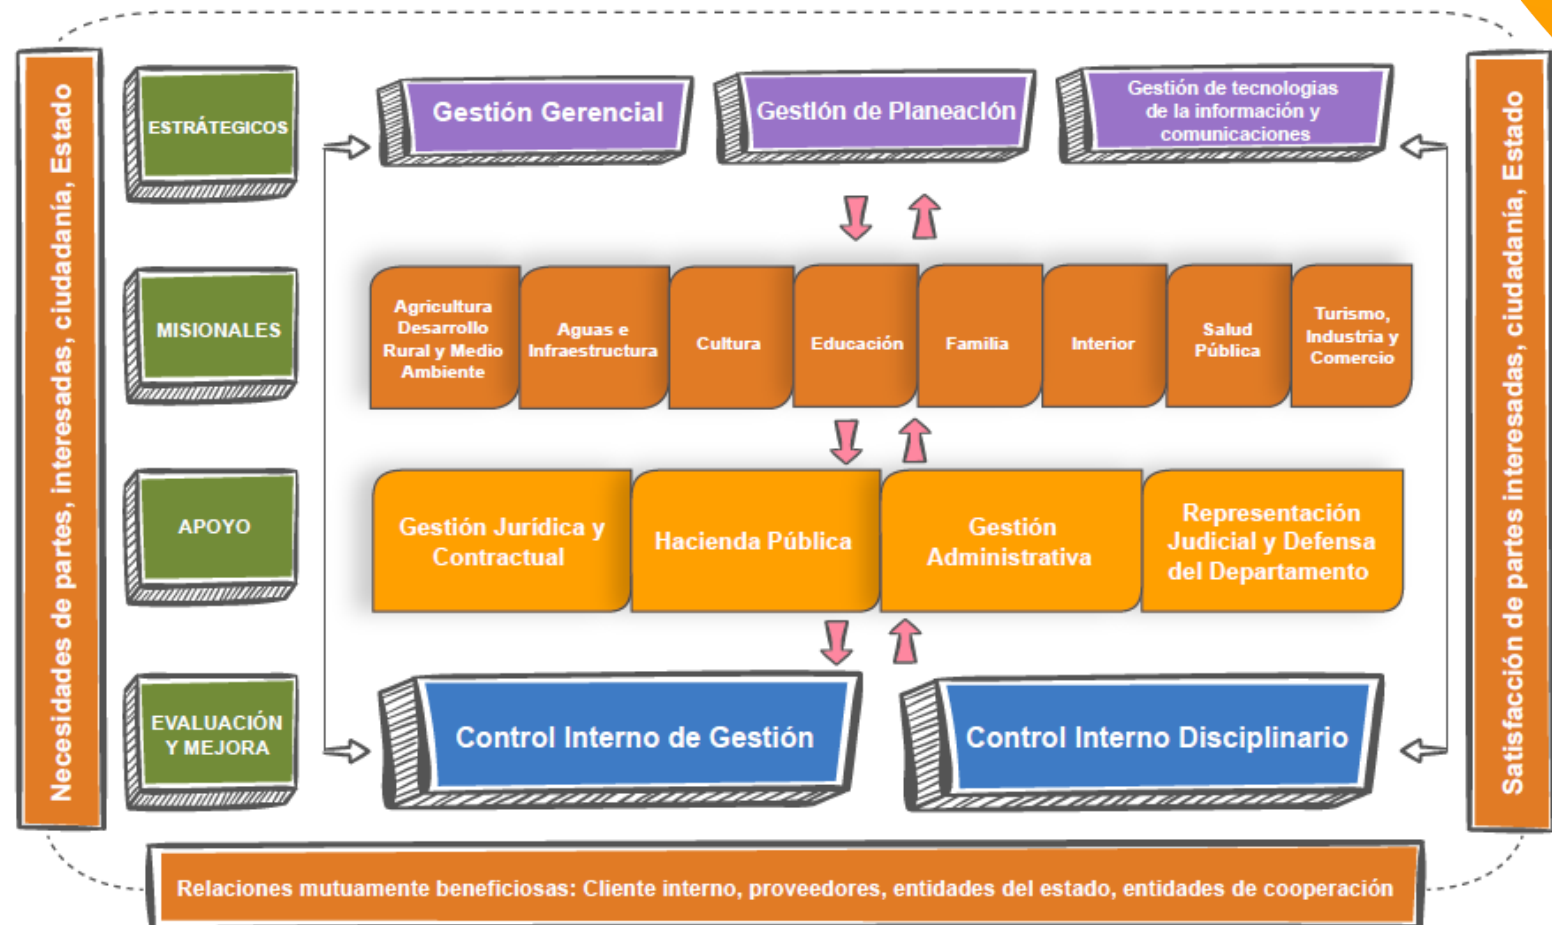 Necesidades de partes, interesadas, ciudadanía, Estado
ESTRÁTEGICOS
Gestión Gerencial
Gestión de Planeación
Gestión de tecnologias
de la información y
comunicaciones
MISIONALES
Agricultura
Desarrollo
Rural y Medio
Ambiente
Aguas e
Infraestructura
Cultura
Educación
Familia
Interior
Salud
Pública
Turismo,
Industria y
Comercio
APOYO
Gestión Jurídica y
Contractual
Hacienda Pública
Gestión
Administrativa
Representación
Judicial y Defensa
del Departamento
EVALUACIÓN
Y MEJORA
Control Interno de Gestión
Control Interno Disciplinario
Satisfacción de partes interesadas, ciudadanía, Estado
Relaciones mutuamente beneficiosas: Cliente interno, proveedores, entidades del estado, entidades de cooperación